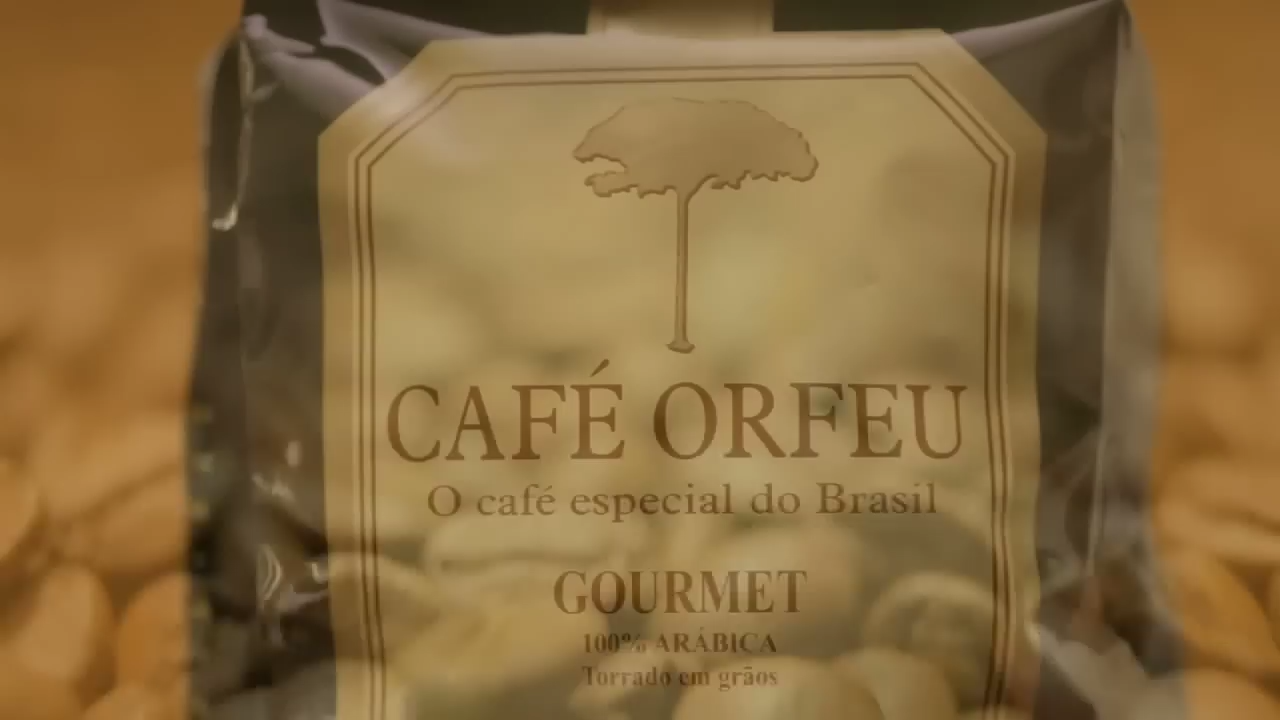 CAFÉ ORFEU
O café especial do Brasil
GOURMET
100% ARÁBICA
Torrado em grãos